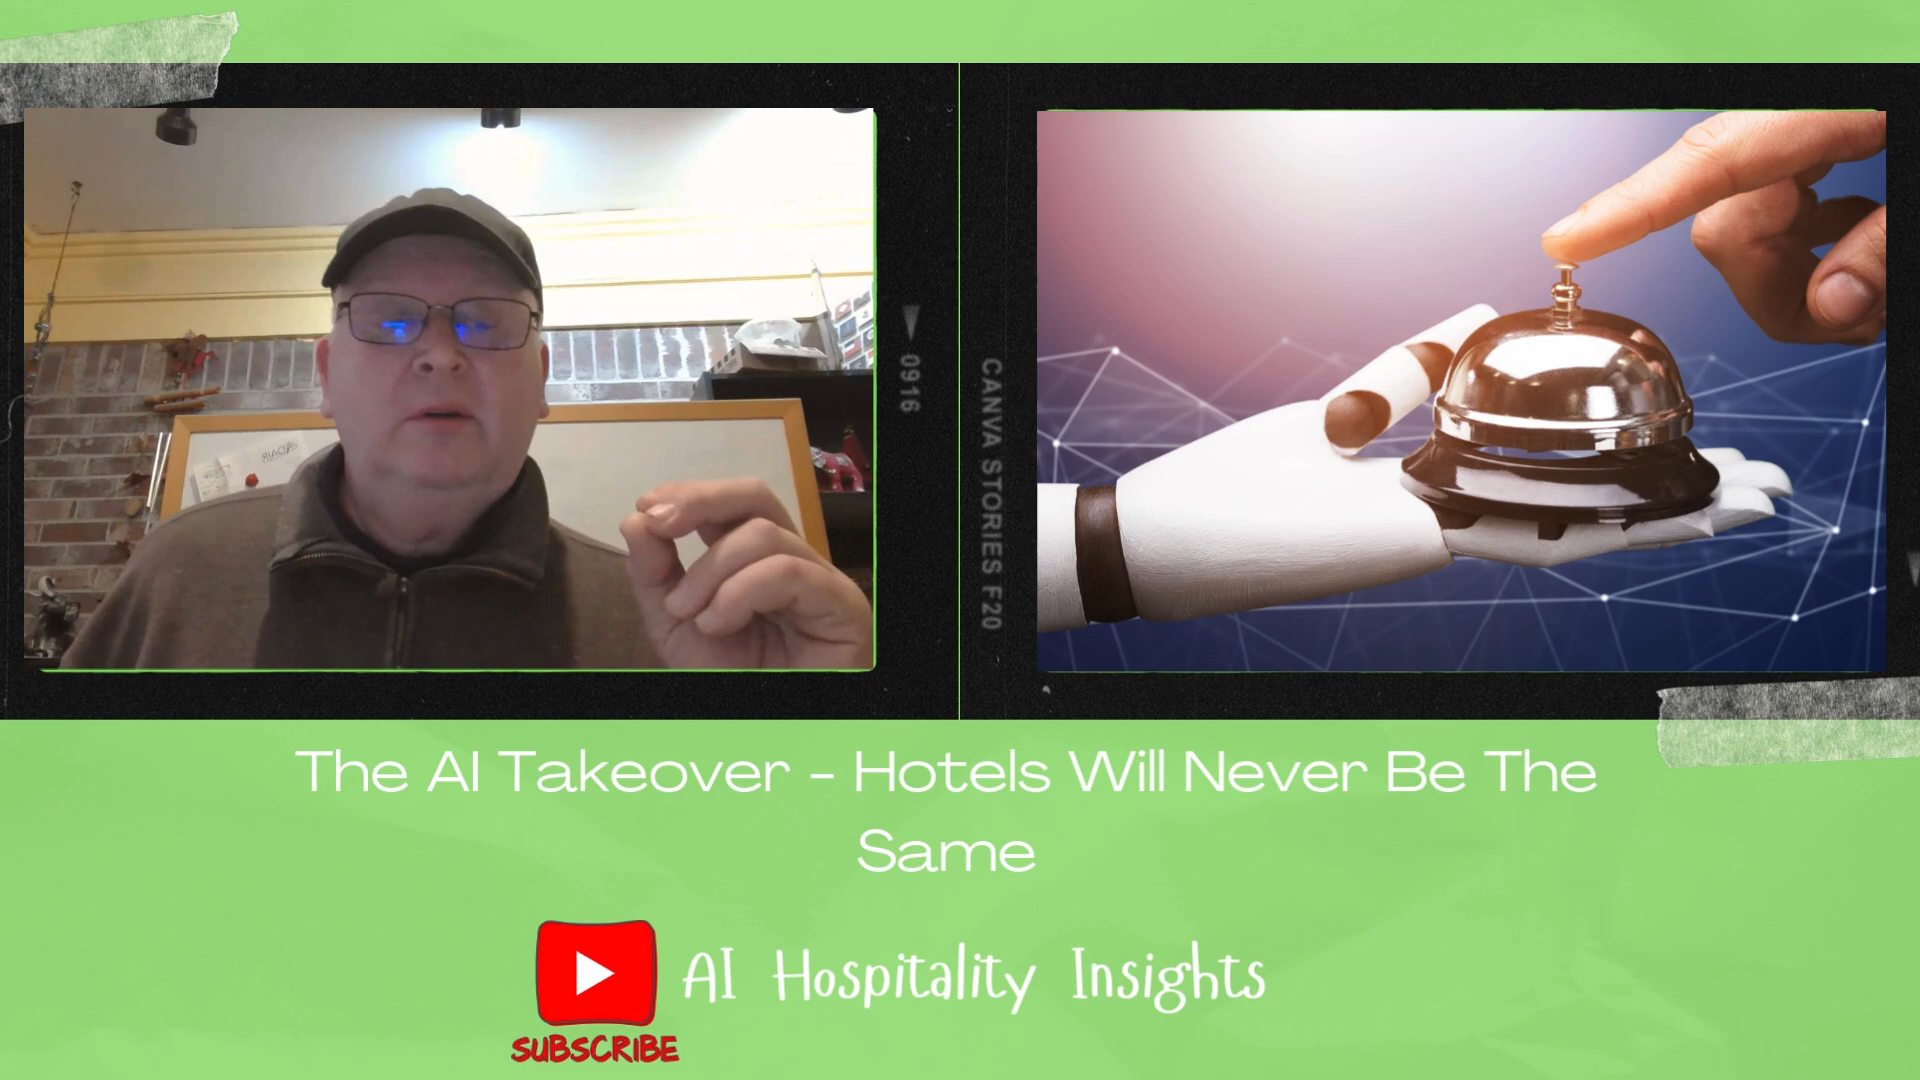 0916
CANVA STORIES F20
The AI Takeover - Hotels Will Never Be The
Same
AI Hospitality Insights
SUBSCRIBE